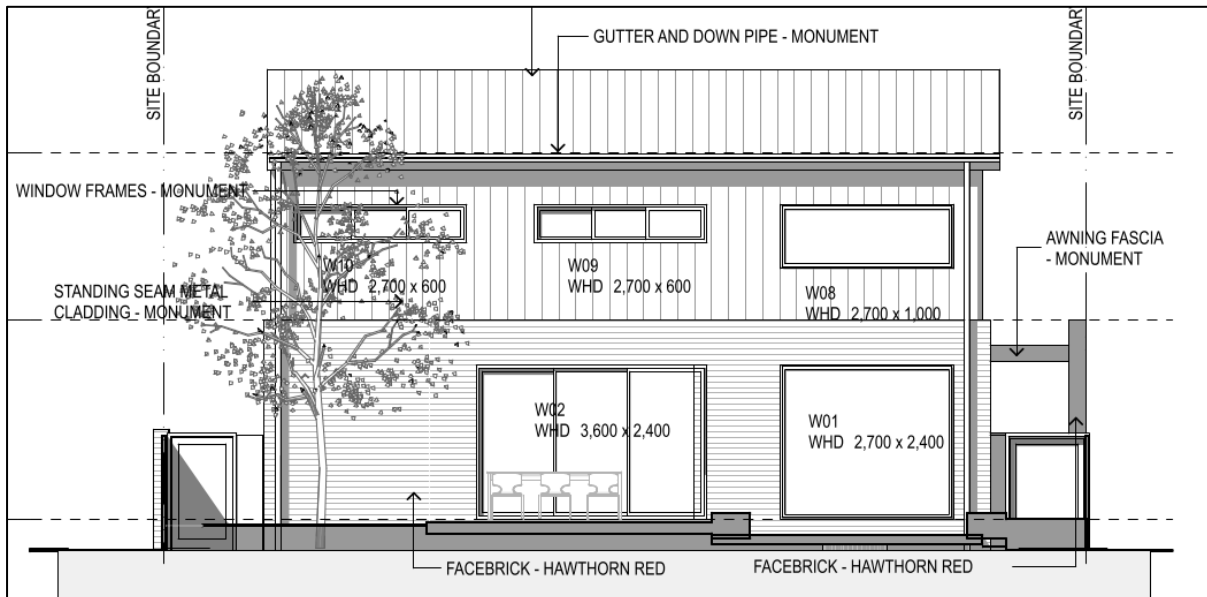 SITE BOUNDARY
GUTTER AND DOWN PIPE - MONUMENT
SITE BOUNDARY
WINDOW FRAMES - MONUMENT
AWNING FASCIA
- MONUMENT
W10
WHD 2,700 x 600
W09
WHD 2,700 x 600
W08
WHD 2,700 x 1,000
STANDING SEAM METAL
CLADDING - MONUMENT
W02
WHD 3,600 x 2,400
W01
WHD 2,700 x 2,400
FACEBRICK - HAWTHORN RED
FACEBRICK - HAWTHORN RED